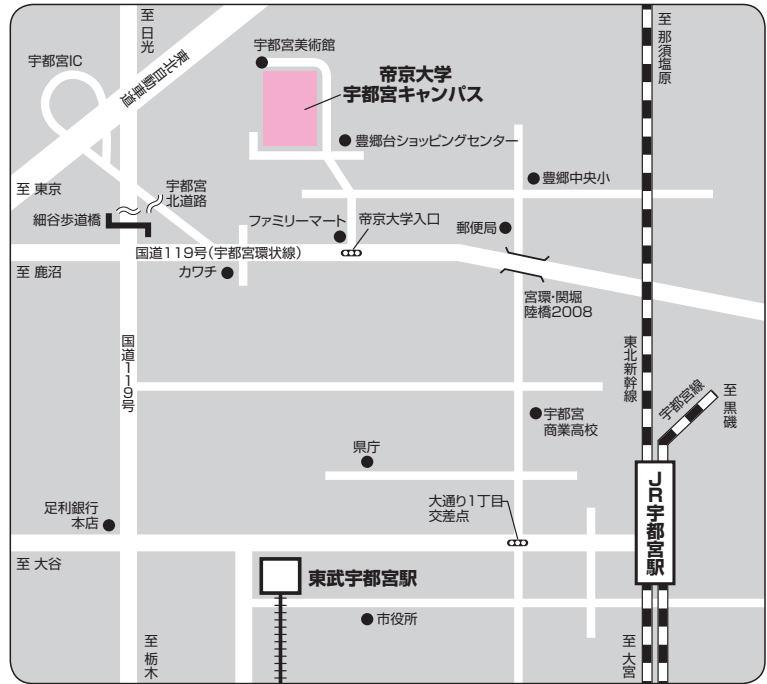 至 日光
至 那須塩原
宇都宮IC
東北自動車道
宇都宮美術館
帝京大学
宇都宮キャンパス
豊郷台ショッピングセンター
豊郷中央小
至 東京
宇都宮
北道路
細谷歩道橋
ファミリーマート
帝京大学入口
郵便局
国道119号(宇都宮環状線)
至 鹿沼
カワチ
宮環・関堀
陸橋2008
国道119号
東北新幹線
宇都宮線
至 黒磯
宇都宮
商業高校
県庁
大通り1丁目
交差点
JR宇都宮駅
足利銀行
本店
至 大谷
東武宇都宮駅
市役所
至 栃木
至 大宮